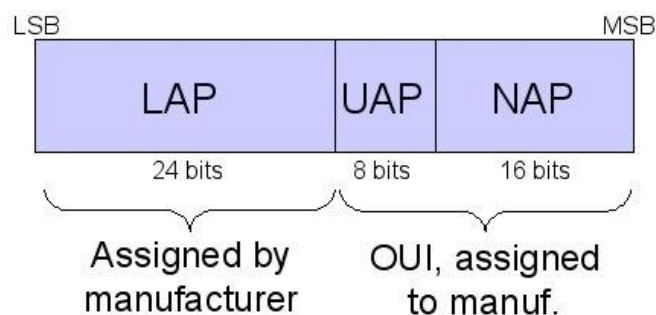 LSB MSB
LAP UAP NAP
24 bits 8 bits 16 bits
Assigned by OUI, assigned
manufacturer to manuf.